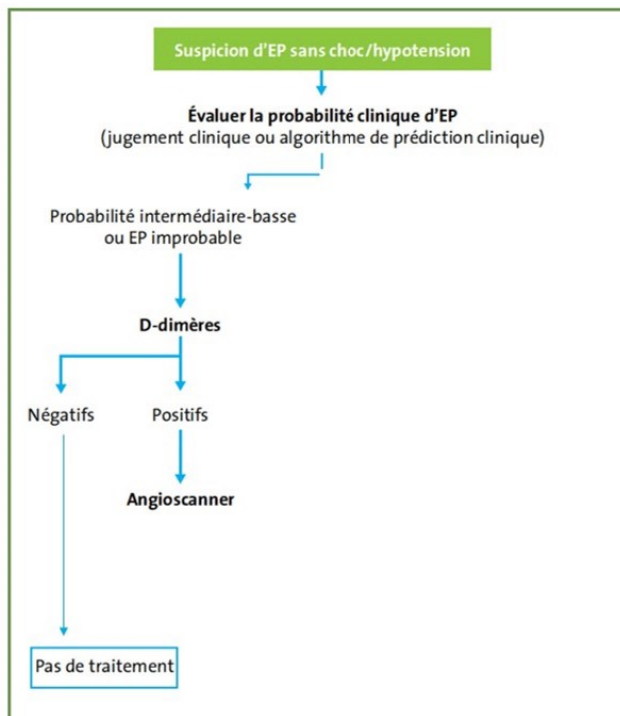 Suspicion d’EP sans choc/hypotension
Évaluer la probabilité clinique d’EP
(jugement clinique ou algorithme de prédiction clinique)
Probabilité intermédiaire-basse
ou EP improbable
D-dimères
Négatifs
Positifs
Angioscanner
Pas de traitement